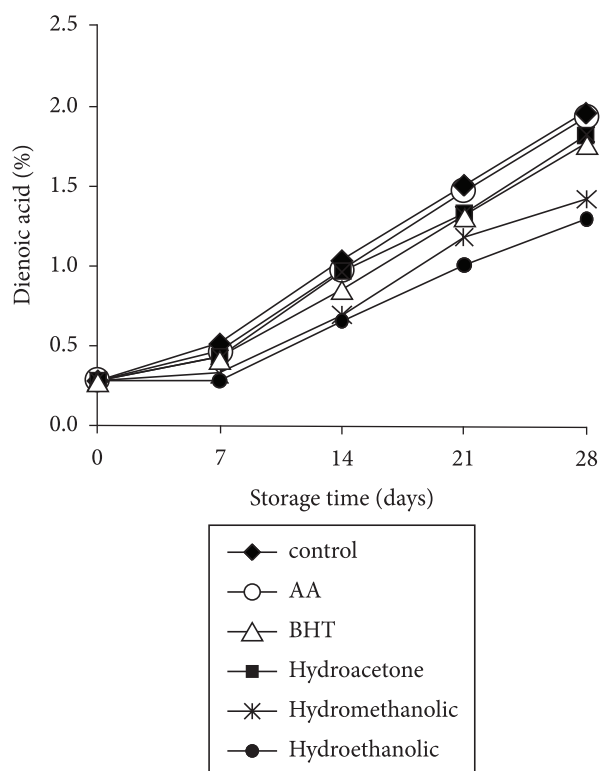 2.5
2.0
1.5
1.0
0.5
0.0
Dienoic acid (%)
0 7 14 21 28
Storage time (days)
control
AA
BHT
Hydroacetone
Hydromethanolic
Hydroethanolic